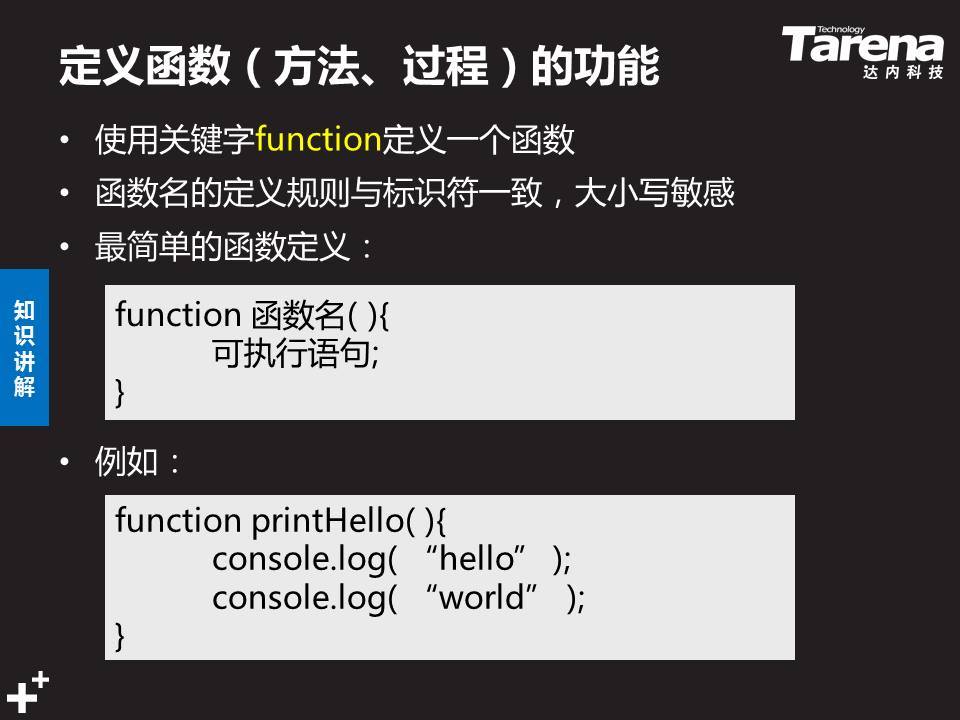 定义函数（方法、过程）的功能
Technology
Tarena
达内科技
• 使用关键字function定义一个函数
• 函数名的定义规则与标识符一致，大小写敏感
• 最简单的函数定义：
知识讲解
function 函数名( ){
可执行语句;
}
• 例如：
function printHello( ){
console.log( “hello” );
console.log( “world” );
}